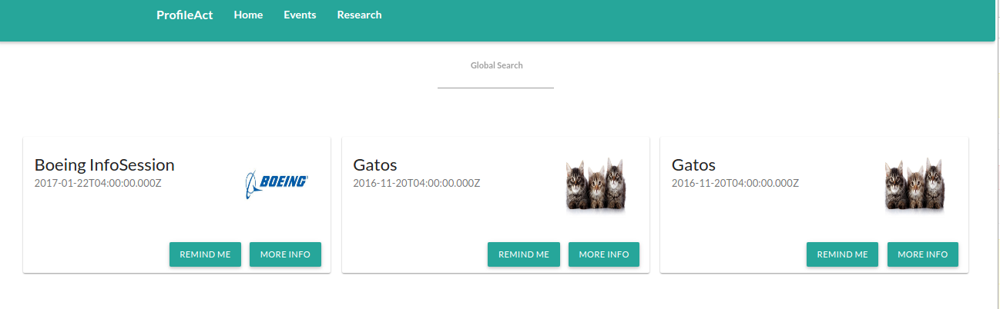 ProfileAct Home Events Research
Global Search
Boeing InfoSession
2017-01-22T04:00:00.000Z
BOEING
REMIND ME MORE INFO
Gatos
2016-11-20T04:00:00.000Z
REMIND ME MORE INFO
Gatos
2016-11-20T04:00:00.000Z
REMIND ME MORE INFO